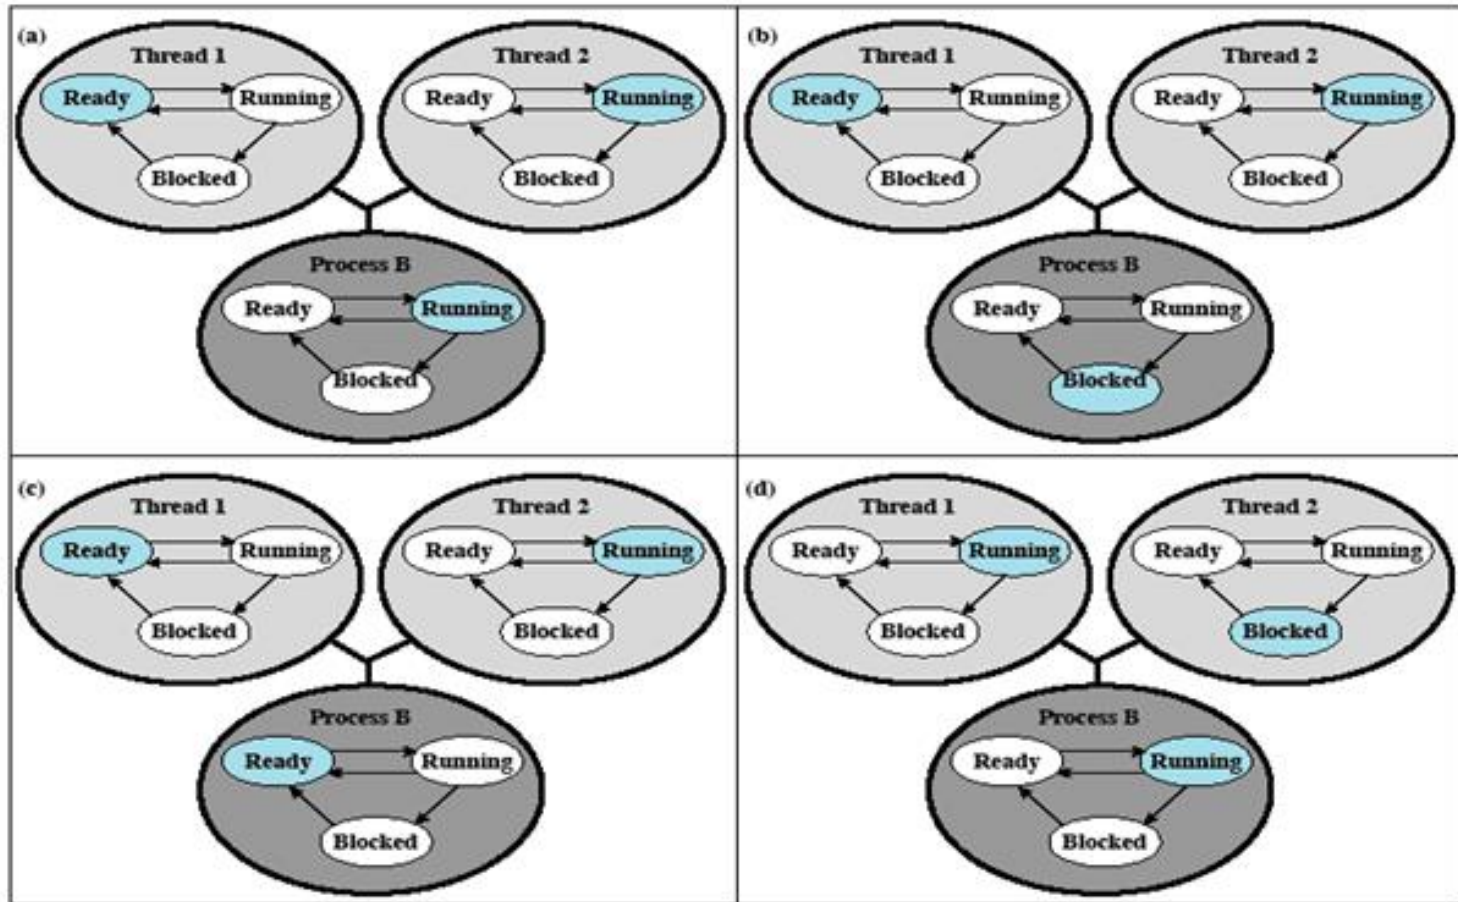 (a)
Thread 1
Ready
Running
Blocked
Thread 2
Ready
Running
Blocked
Process B
Ready
Running
Blocked
(b)
Thread 1
Ready
Running
Blocked
Thread 2
Ready
Running
Blocked
Process B
Ready
Running
Blocked
(c)
Thread 1
Ready
Running
Blocked
Thread 2
Ready
Running
Blocked
Process B
Ready
Running
Blocked
(d)
Thread 1
Ready
Running
Blocked
Thread 2
Ready
Running
Blocked
Process B
Ready
Running
Blocked